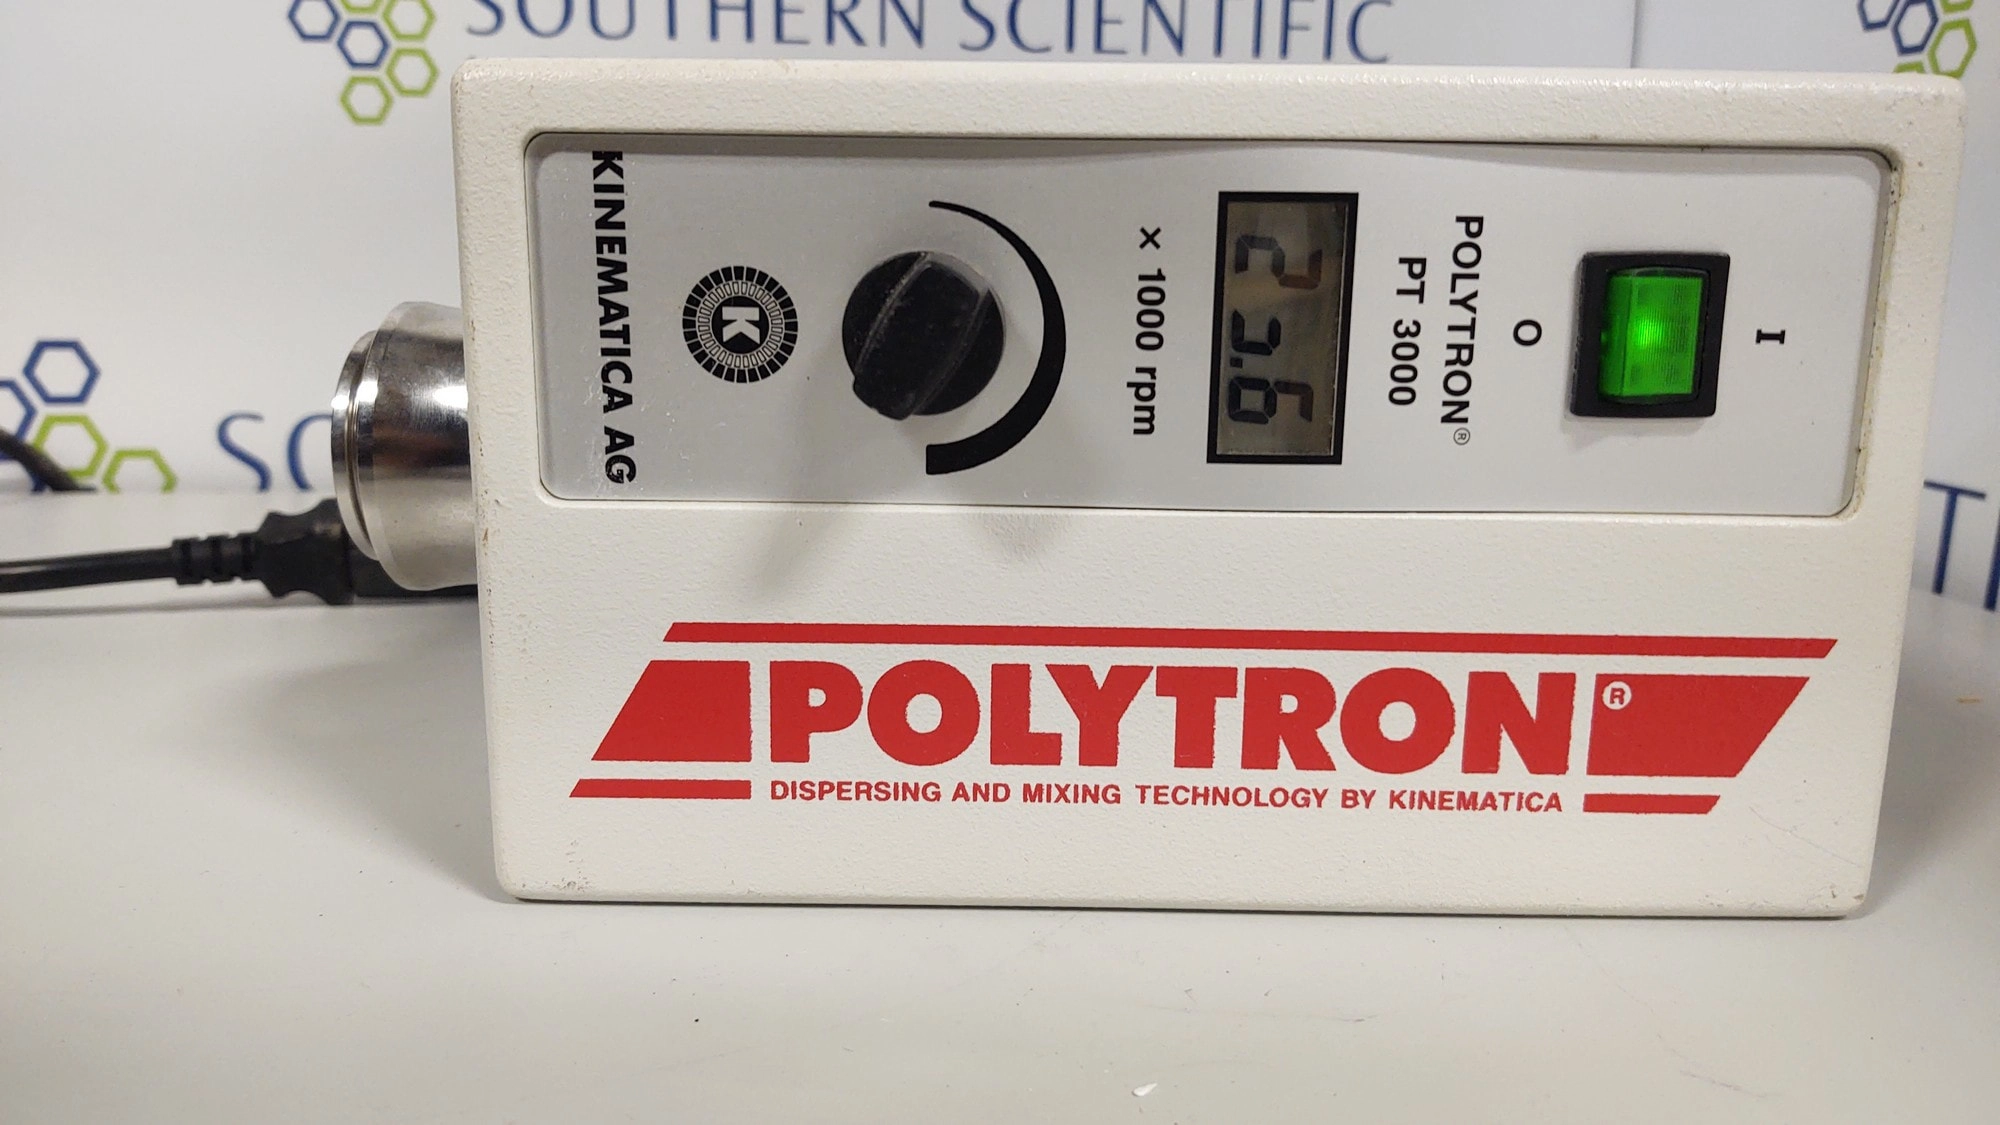 SOUTHERN SCIENTIFIC
I
O
POLYTRON®
PT 3000
23.6
× 1000 rpm
K
KINEMATICA AG
POLYTRON®
DISPERSING AND MIXING TECHNOLOGY BY KINEMATICA